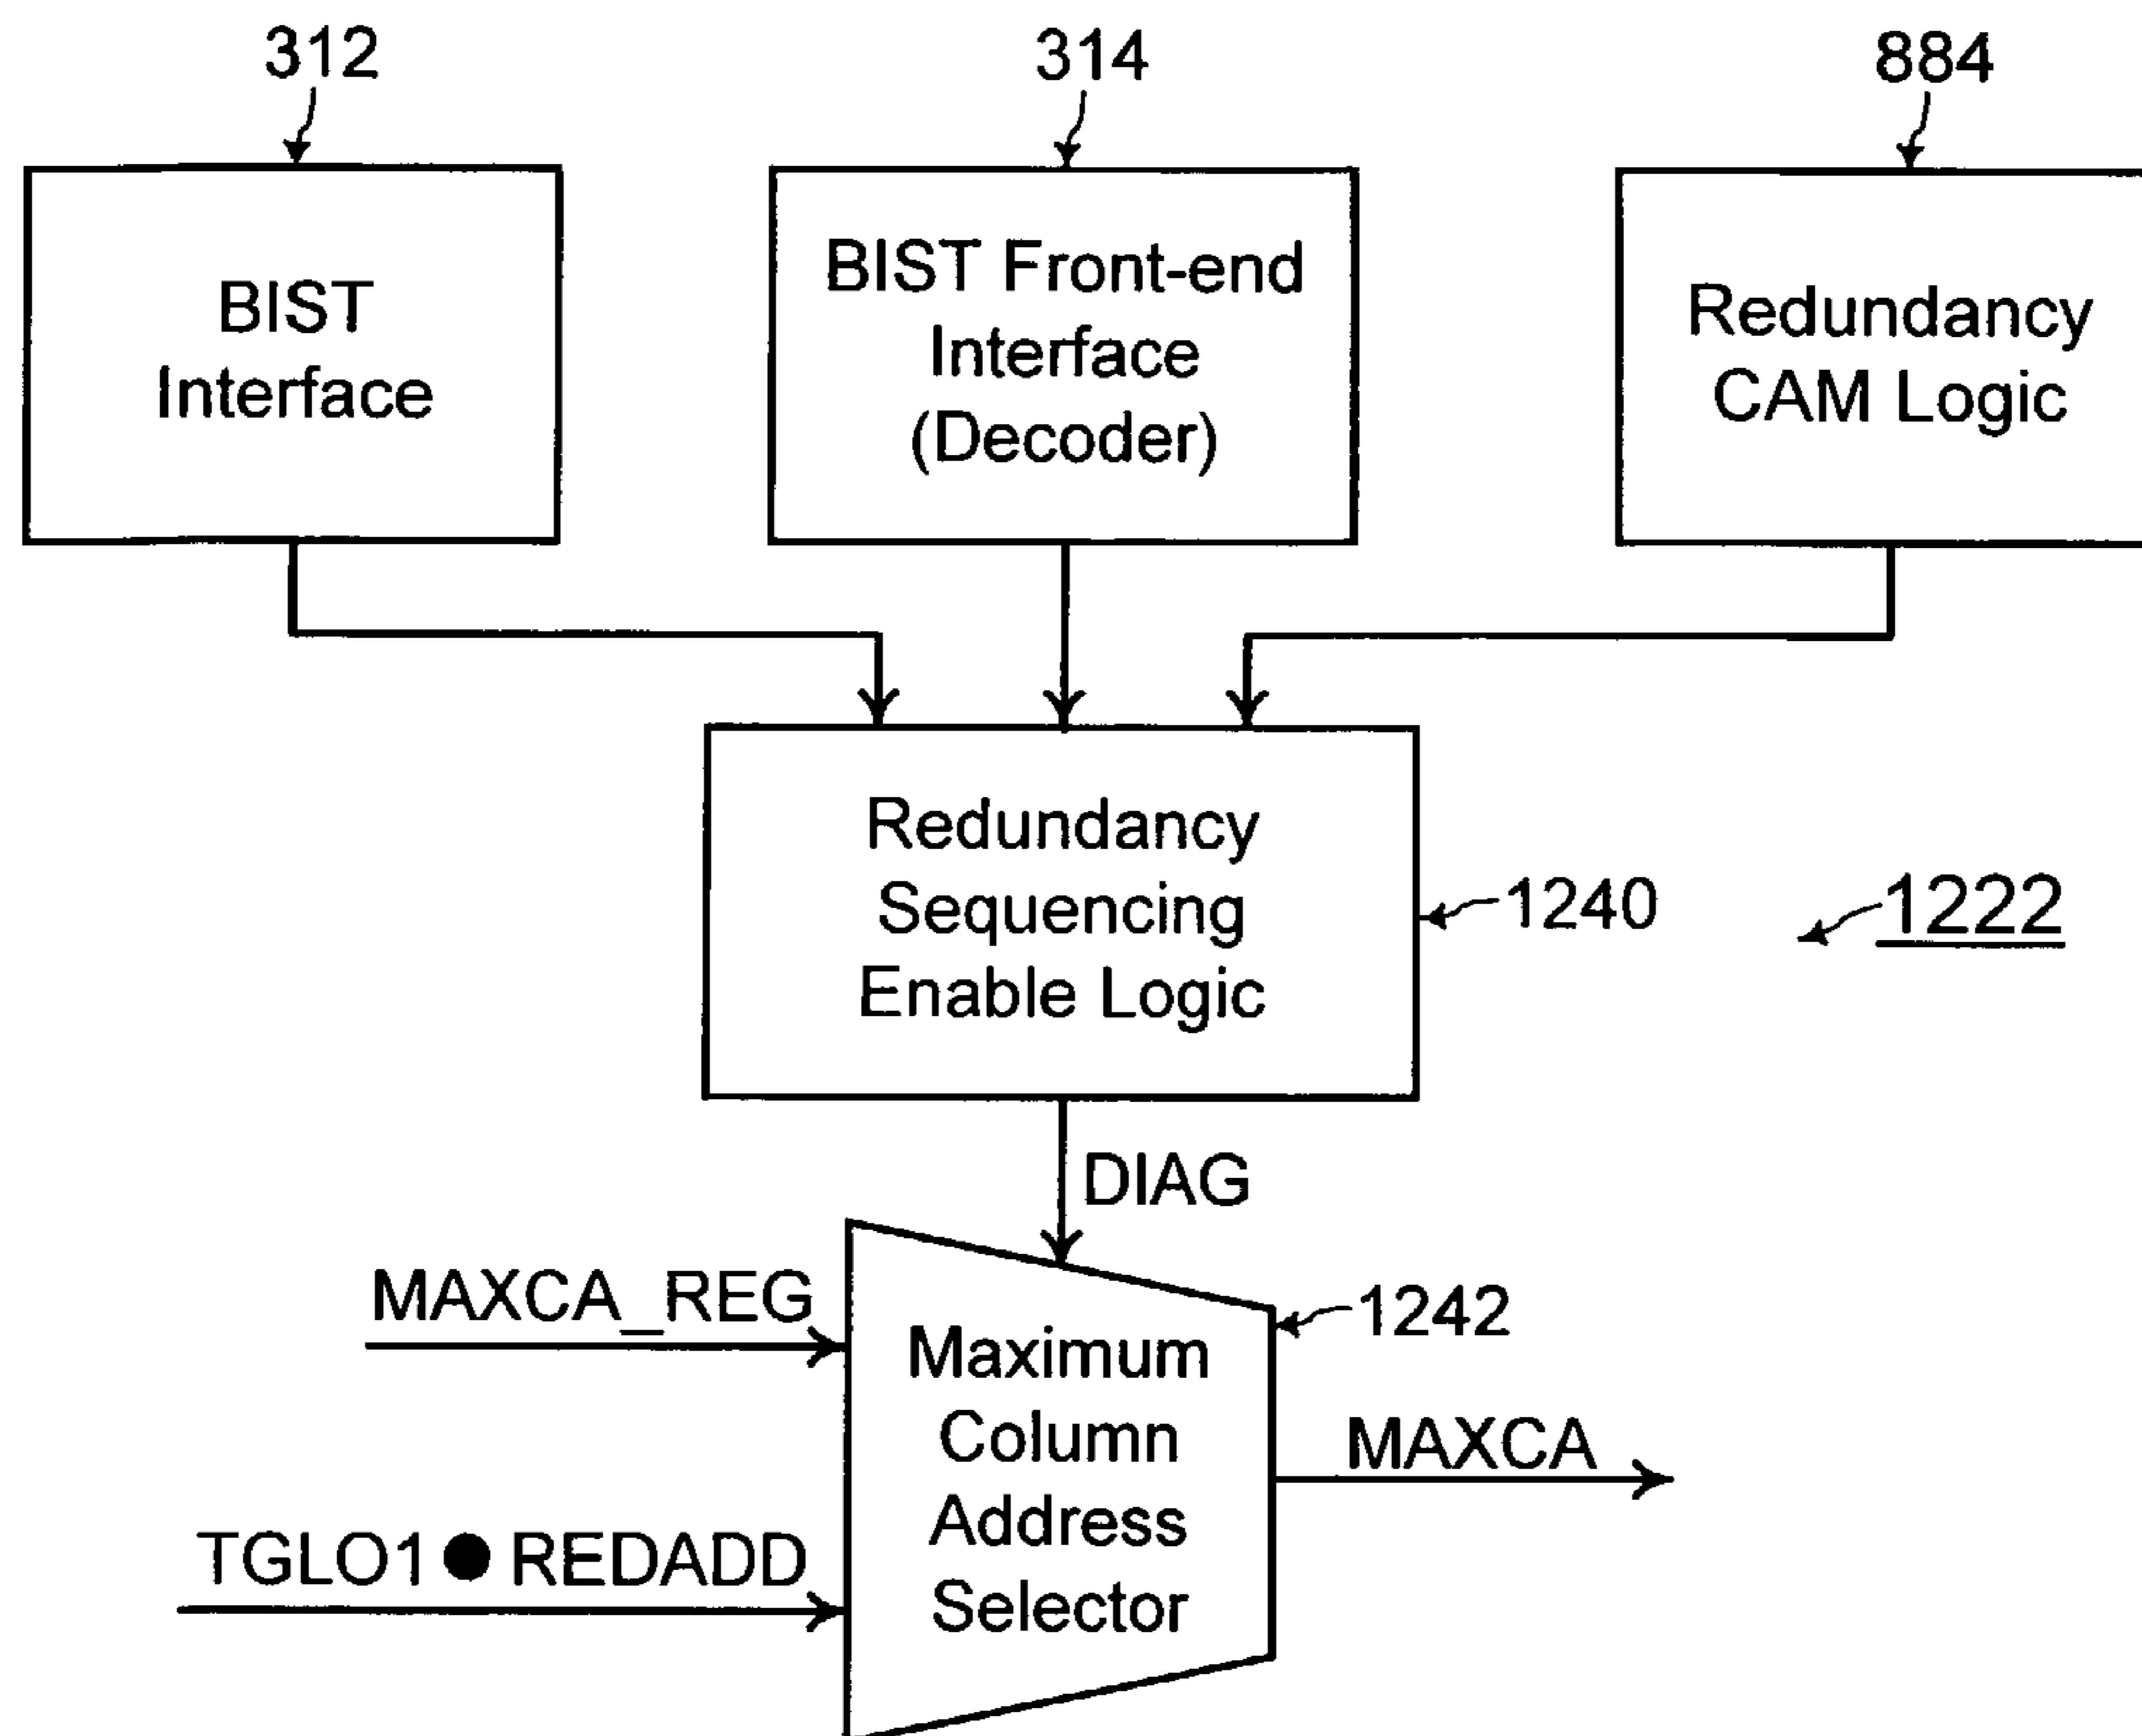 312
314
884
BIST
Interface
BIST Front-end
Interface
(Decoder)
Redundancy
CAM Logic
Redundancy
Sequencing
Enable Logic
1240
1222
DIAG
MAXCA_REG
TGLO1 ● REDADD
Maximum
Column
Address
Selector
1242
MAXCA